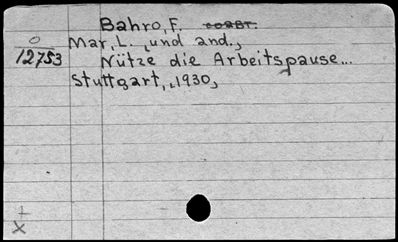 Bahro, F.
O
12753
Mar, L. , und and.,
Nütze die Arbeitspause...
Stuttgart, , 1930,
+
x